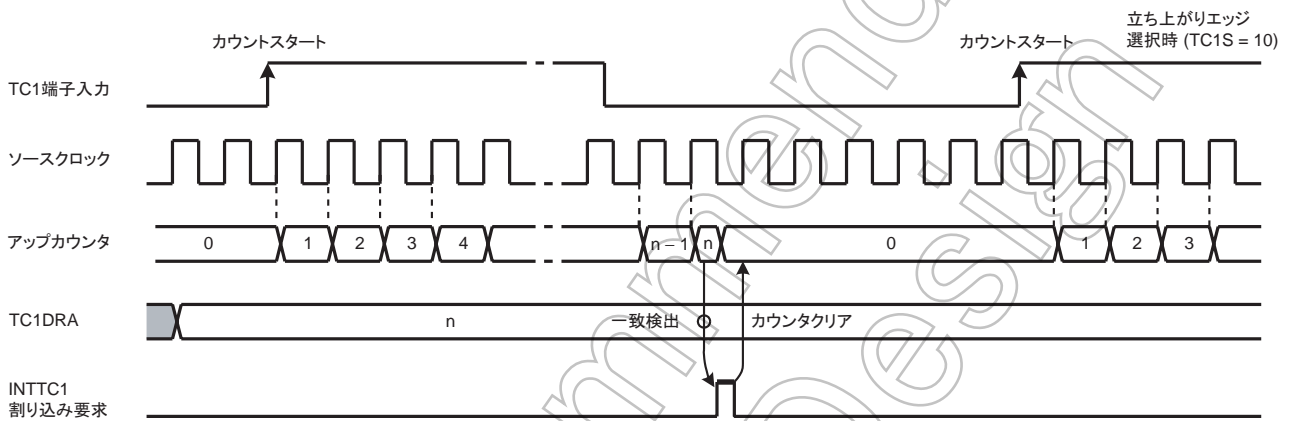 立ち上がりエッジ
選択時 (TC1S = 10)
カウントスタート
カウントスタート
TC1端子入力
ソースクロック
アップカウンタ
0 1 2 3 4 n – 1 n 0 1 2 3
TC1DRA
n 一致検出 カウンタクリア
INTTC1
割り込み要求